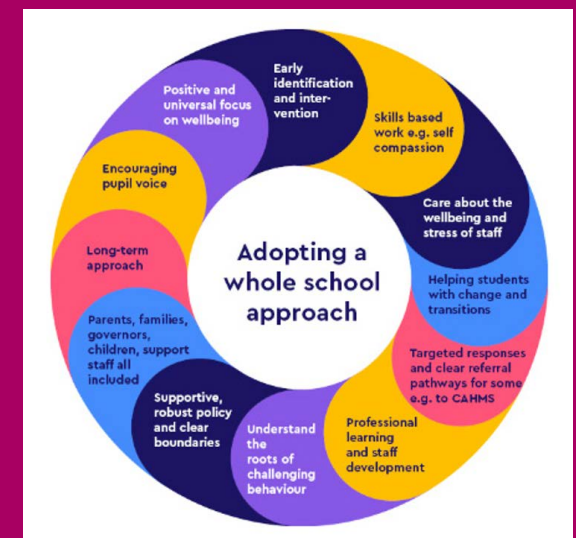 Adopting a
whole school
approach
Early
identification
and inter-
vention
Skills based
work e.g. self
compassion
Care about the
wellbeing and
stress of staff
Helping students
with change and
transitions
Targeted responses
and clear referral
pathways for some
e.g. to CAHMS
Professional
learning
and staff
development
Understand
the
roots of
challenging
behaviour
Supportive,
robust policy
and clear
boundaries
Parents, families,
governors,
children, support
staff all
included
Long-term
approach
Encouraging
pupil voice
Positive and
universal focus
on wellbeing